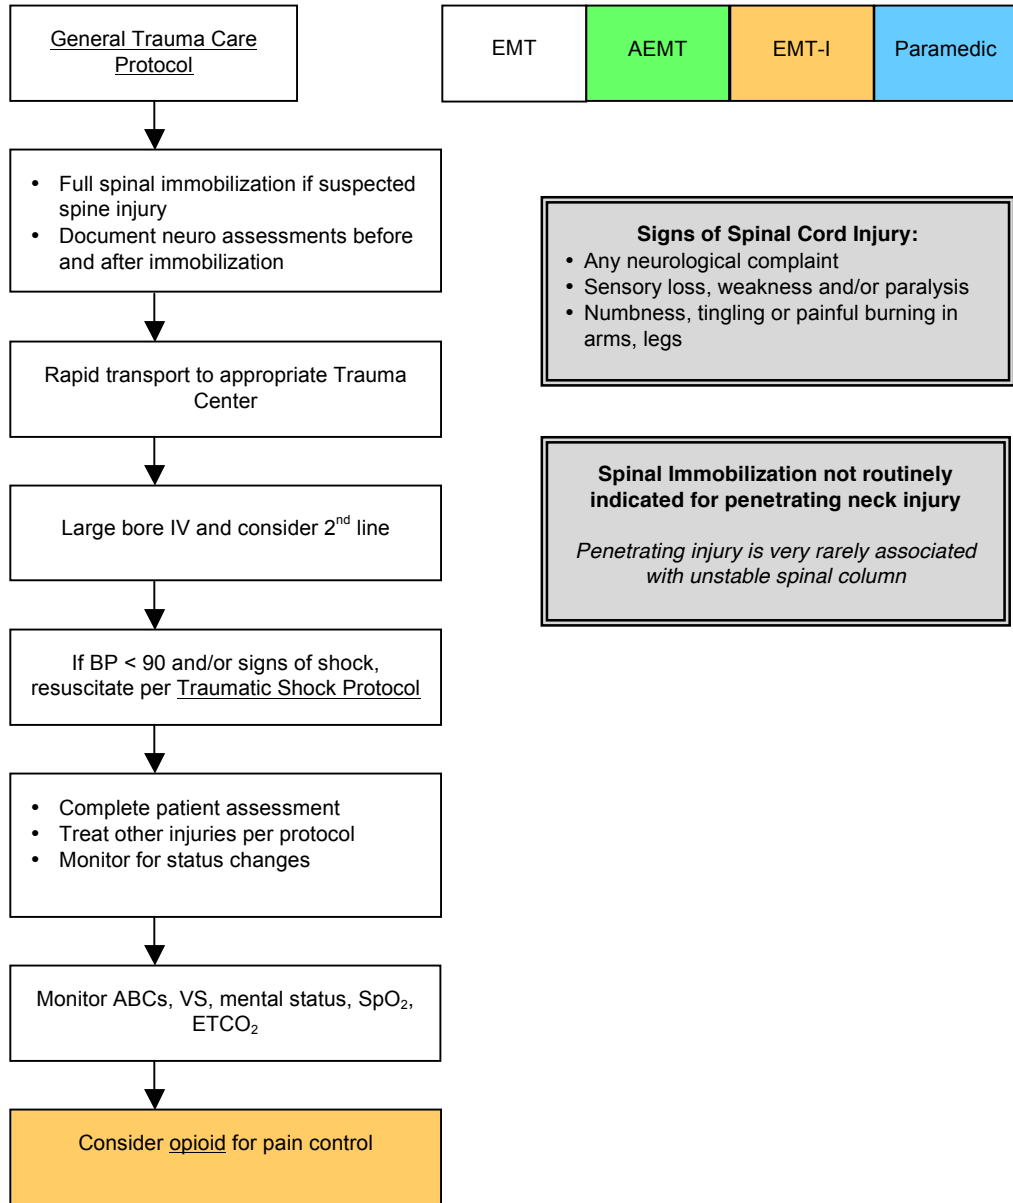 General Trauma Care
Protocol
EMT
AEMT
EMT-I
Paramedic
• Full spinal immobilization if suspected
spine injury
• Document neuro assessments before
and after immobilization
Signs of Spinal Cord Injury:
• Any neurological complaint
• Sensory loss, weakness and/or paralysis
• Numbness, tingling or painful burning in
arms, legs
Rapid transport to appropriate Trauma
Center
Spinal Immobilization not routinely
indicated for penetrating neck injury
Penetrating injury is very rarely associated
with unstable spinal column
Large bore IV and consider 2nd line
If BP < 90 and/or signs of shock,
resuscitate per Traumatic Shock Protocol
• Complete patient assessment
• Treat other injuries per protocol
• Monitor for status changes
Monitor ABCs, VS, mental status, SpO2,
ETCO2
Consider opioid for pain control